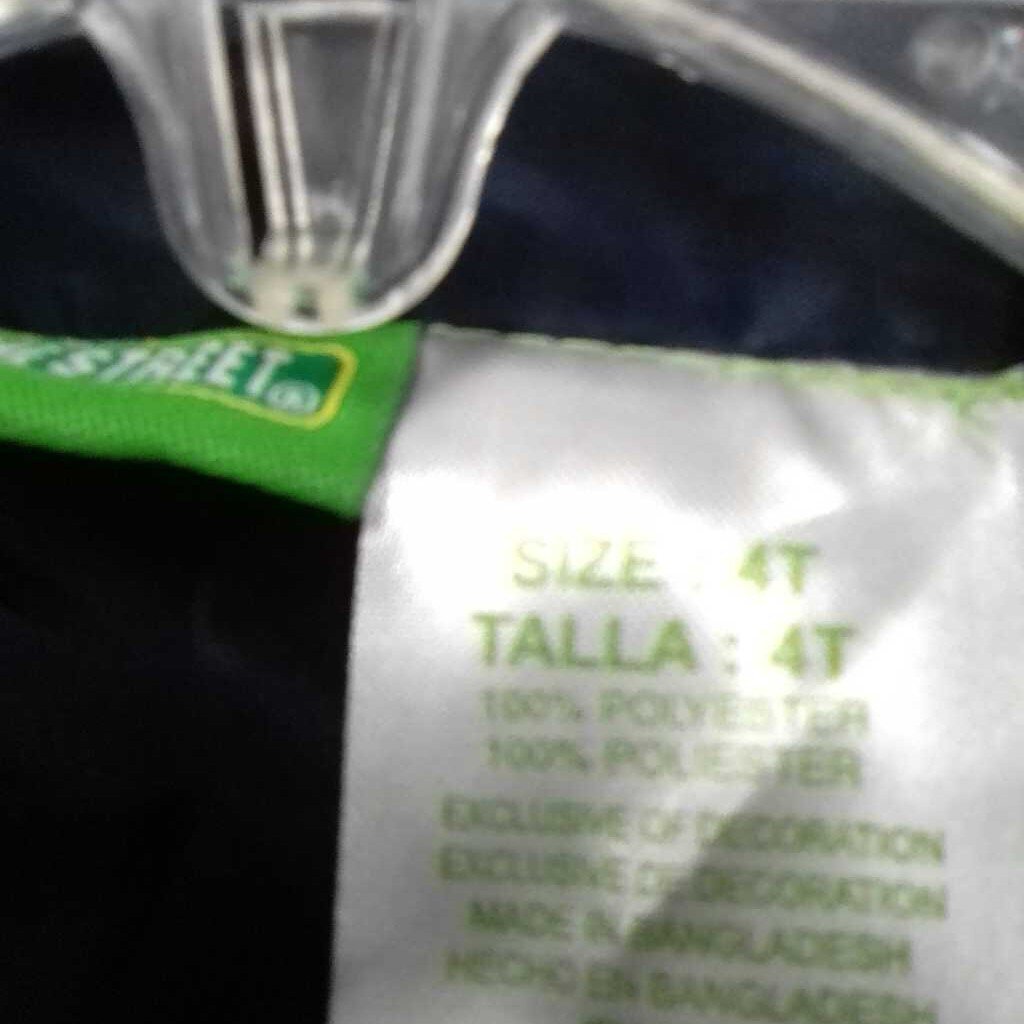 STREET
SIZE : 4T
TALLA : 4T
100% POLYESTER
100% POLIESTER
EXCLUSIVE OF DECORATION
EXCLUSIVE DE DECORATION
MADE IN BANGLADESH
HECHO EN BANGLADESH